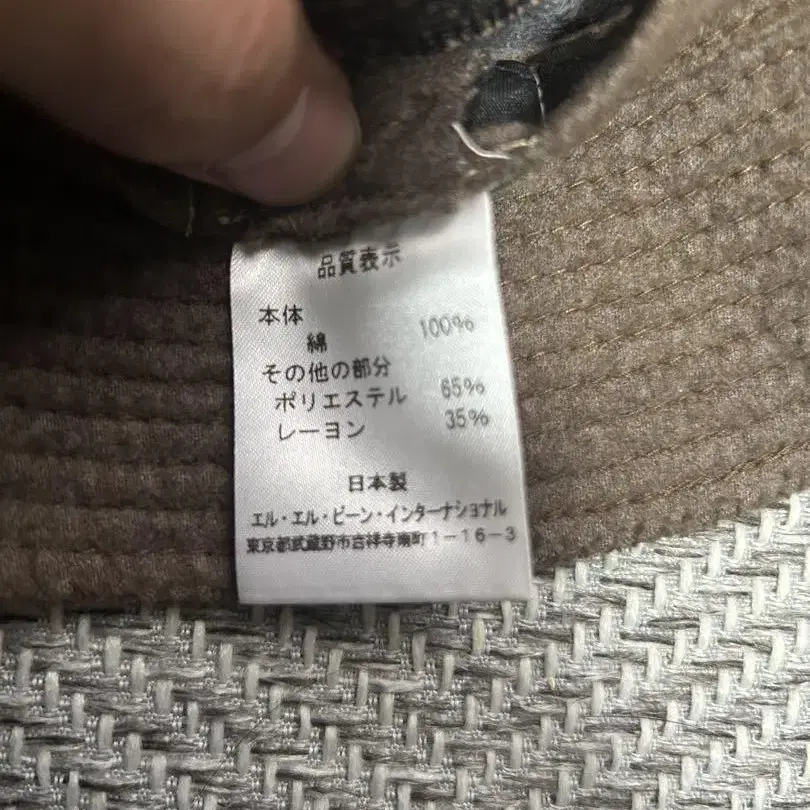 品質表示
本体
綿 100%
その他の部分
ポリエステル 65%
レーヨン 35%
日本製
エル・エル・ビーン・インターナショナル
東京都武蔵野市吉祥寺南町1-16-3